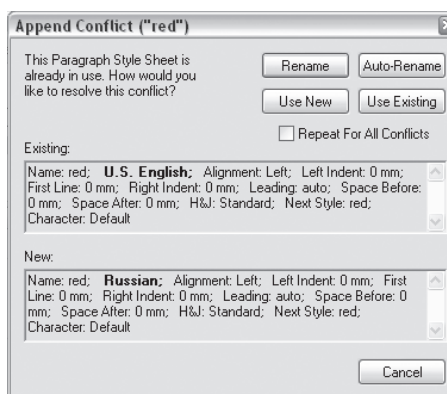 Append Conflict ("red")
This Paragraph Style Sheet is
already in use. How would you
like to resolve this conflict?
Rename
Auto-Rename
Use New
Use Existing
Repeat For All Conflicts
Existing:
Name: red; U.S. English; Alignment: Left; Left Indent: 0 mm;
First Line: 0 mm; Right Indent: 0 mm; Leading: auto; Space Before:
0 mm; Space After: 0 mm; H&J: Standard; Next Style: red;
Character: Default
New:
Name: red; Russian; Alignment: Left; Left Indent: 0 mm; First
Line: 0 mm; Right Indent: 0 mm; Leading: auto; Space Before: 0
mm; Space After: 0 mm; H&J: Standard; Next Style: red;
Character: Default
Cancel